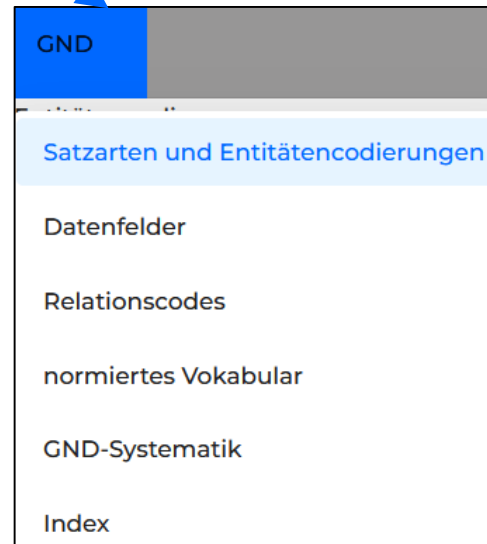 GND
Satzarten und Entitätencodierungen
Datenfelder
Relationscodes
normiertes Vokabular
GND-Systematik
Index